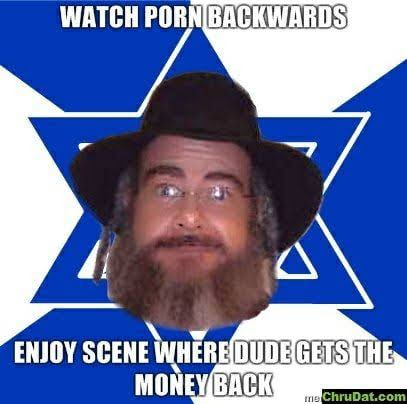 WATCH PORN BACKWARDS
ENJOY SCENE WHERE DUDE GETS THE
MONEY BACK
ChruDat.com